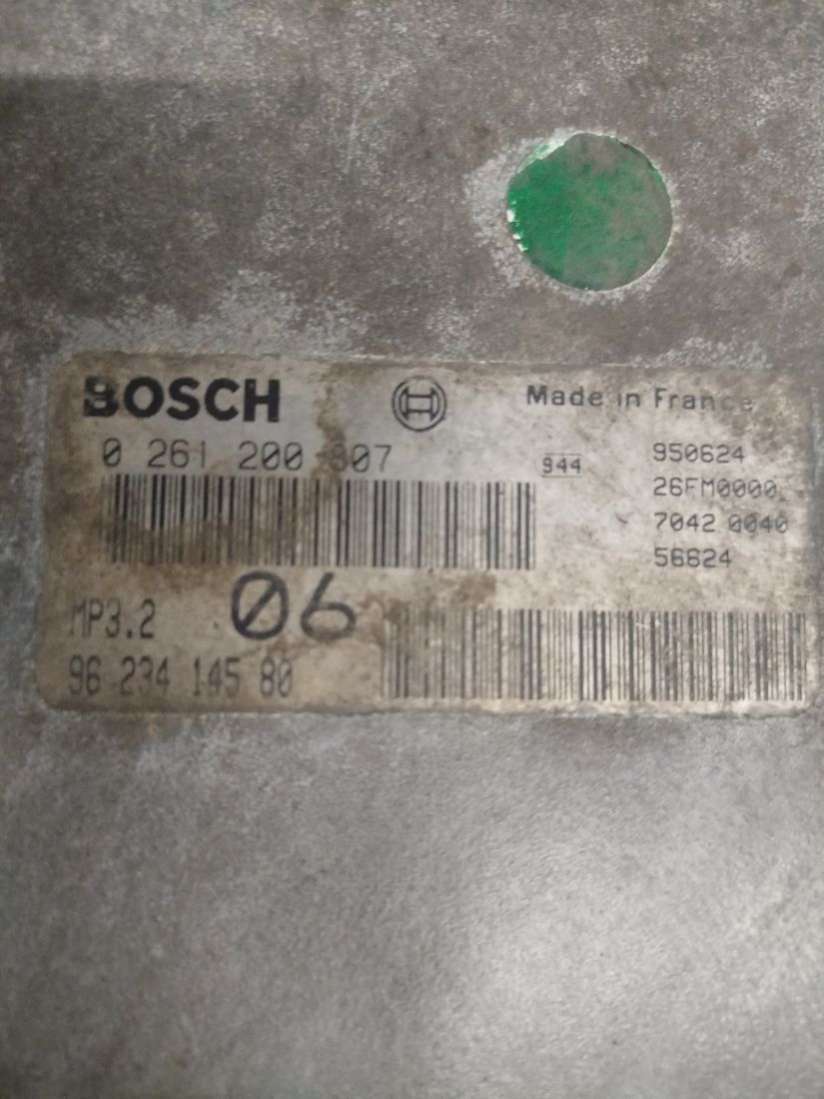 BOSCH Made in France
0 261 200 807 944 950624
26FM0000
7042 0040
56624
MP3.2 06
96 234 145 80